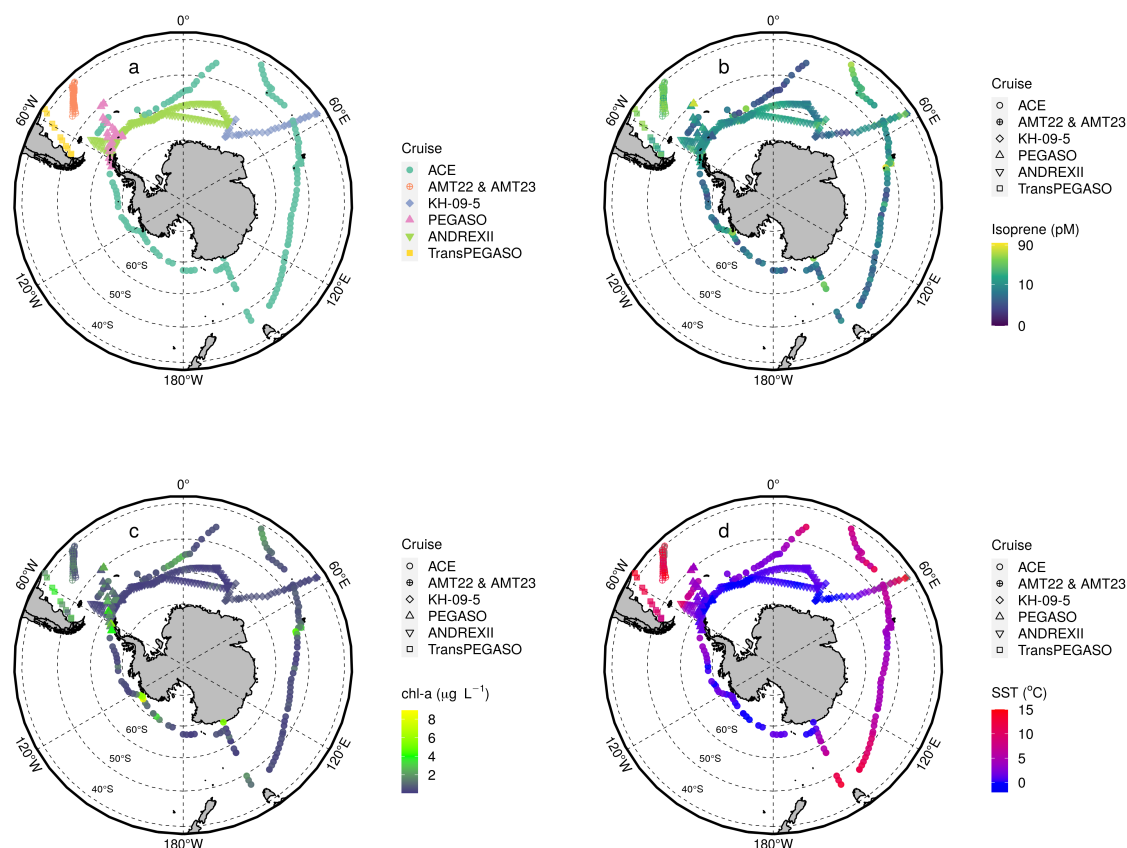 0°
a
60°W
60°E
120°W
120°E
180°W
60°S
50°S
40°S
Cruise
ACE
AMT22 & AMT23
KH-09-5
PEGASO
ANDREXII
TransPEGASO
0°
b
60°W
60°E
120°W
120°E
180°W
60°S
50°S
40°S
Cruise
ACE
AMT22 & AMT23
KH-09-5
PEGASO
ANDREXII
TransPEGASO
Isoprene (pM)
90
10
0
0°
c
60°W
60°E
120°W
120°E
180°W
60°S
50°S
40°S
Cruise
ACE
AMT22 & AMT23
KH-09-5
PEGASO
ANDREXII
TransPEGASO
chl-a (μg L⁻¹)
8
6
4
2
0°
d
60°W
60°E
120°W
120°E
180°W
60°S
50°S
40°S
Cruise
ACE
AMT22 & AMT23
KH-09-5
PEGASO
ANDREXII
TransPEGASO
SST (°C)
15
10
5
0